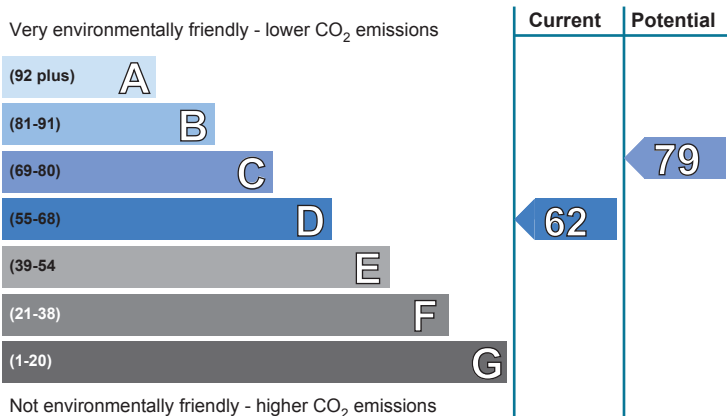 Very environmentally friendly - lower CO₂ emissions
Current
Potential
(92 plus) A
(81-91) B
(69-80) C
79
(55-68) D
62
(39-54 E
(21-38) F
(1-20) G
Not environmentally friendly - higher CO₂ emissions